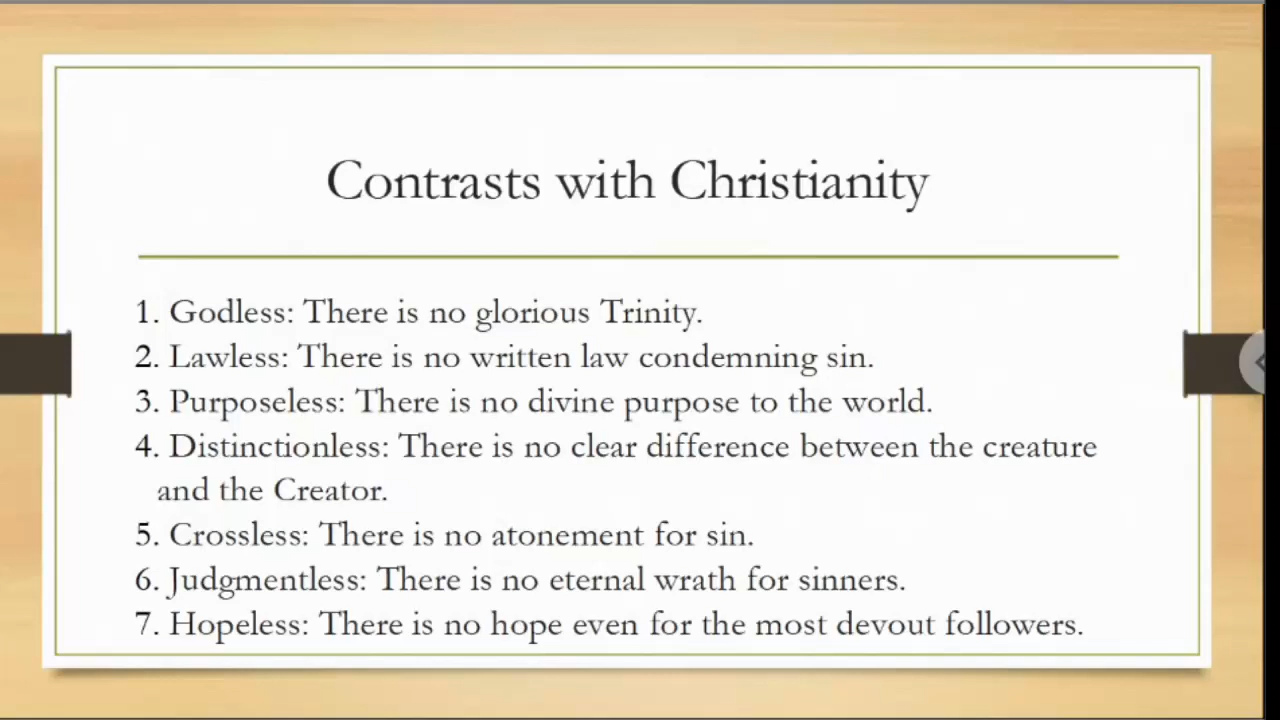 Contrasts with Christianity
1. Godless: There is no glorious Trinity.
2. Lawless: There is no written law condemning sin.
3. Purposeless: There is no divine purpose to the world.
4. Distinctionless: There is no clear difference between the creature
and the Creator.
5. Crossless: There is no atonement for sin.
6. Judgmentless: There is no eternal wrath for sinners.
7. Hopeless: There is no hope even for the most devout followers.